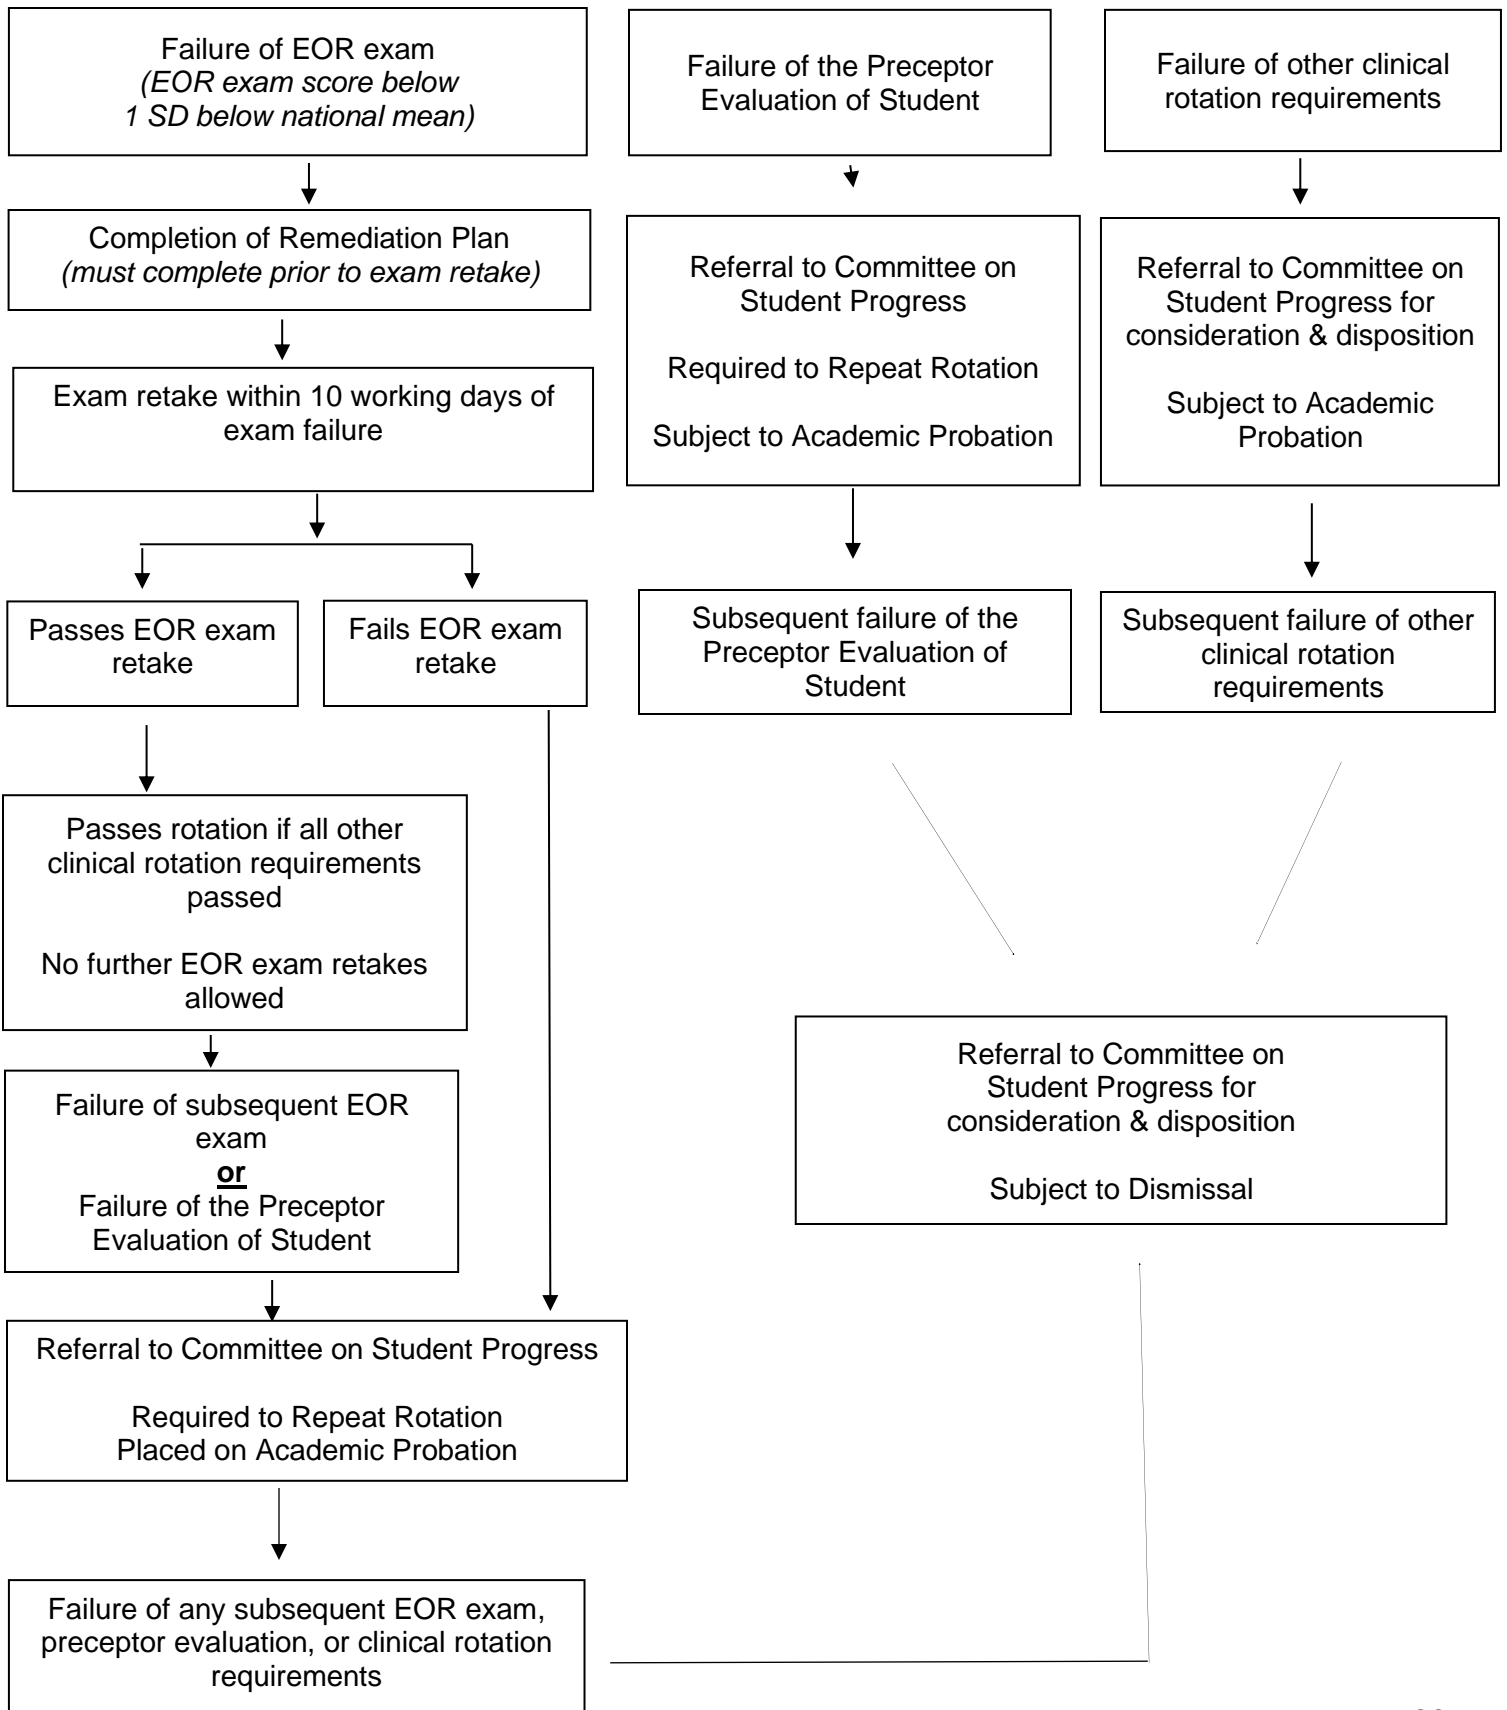 Failure of EOR exam
(EOR exam score below
1 SD below national mean)
Failure of the Preceptor
Evaluation of Student
Failure of other clinical
rotation requirements
Completion of Remediation Plan
(must complete prior to exam retake)
Referral to Committee on
Student Progress
Required to Repeat Rotation
Subject to Academic Probation
Referral to Committee on
Student Progress for
consideration & disposition
Subject to Academic
Probation
Exam retake within 10 working days of
exam failure
Passes EOR exam
retake
Fails EOR exam
retake
Subsequent failure of the
Preceptor Evaluation of
Student
Subsequent failure of other
clinical rotation
requirements
Passes rotation if all other
clinical rotation requirements
passed
No further EOR exam retakes
allowed
Failure of subsequent EOR
exam
or
Failure of the Preceptor
Evaluation of Student
Referral to Committee on
Student Progress for
consideration & disposition
Subject to Dismissal
Referral to Committee on Student Progress
Required to Repeat Rotation
Placed on Academic Probation
Failure of any subsequent EOR exam,
preceptor evaluation, or clinical rotation
requirements